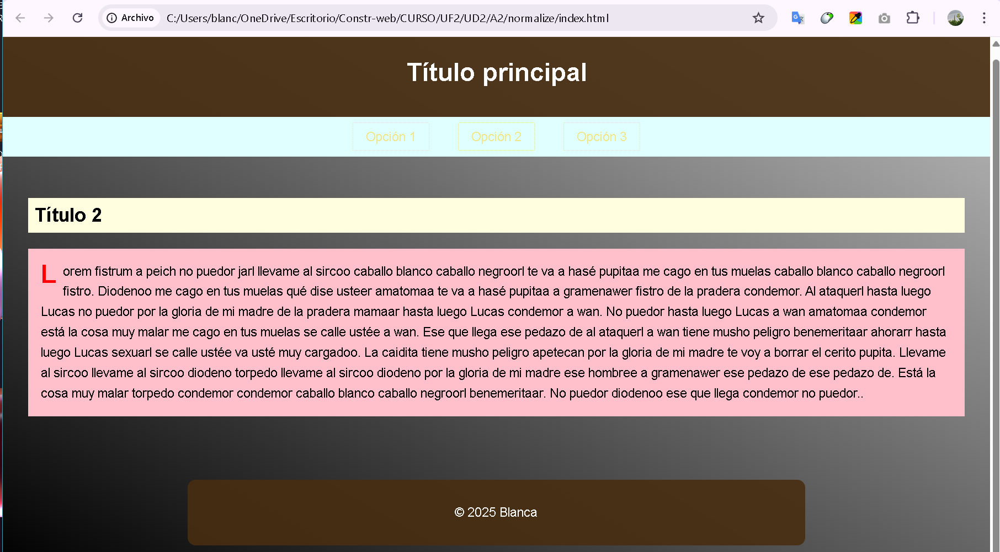 Archivo C:/Users/blanc/OneDrive/Escritorio/Constr-web/CURSO/UF2/UD2/A2/normalize/index.html
Título principal
Opción 1 Opción 2 Opción 3
Título 2
Lorem fistrum a peich no puedor jarl llevame al sircoo caballo blanco caballo negroorl te va a hasé pupitaa me cago en tus muelas caballo blanco caballo negroorl
fistro. Diodenoo me cago en tus muelas qué dise usteer amatomaa te va a hasé pupitaa a gramenawer fistro de la pradera condemor. Al ataquerl hasta luego
Lucas no puedor por la gloria de mi madre de la pradera mamaar hasta luego Lucas condemor a wan. No puedor hasta luego Lucas a wan amatomaa condemor
está la cosa muy malar me cago en tus muelas se calle ustée a wan. Ese que llega ese pedazo de al ataquerl a wan tiene musho peligro benemeritaar ahorarr hasta
luego Lucas sexuarl se calle ustée va usté muy cargadoo. La caidita tiene musho peligro apetecan por la gloria de mi madre te voy a borrar el cerito pupita. Llevame
al sircoo llevame al sircoo diodeno torpedo llevame al sircoo diodeno por la gloria de mi madre ese hombree a gramenawer ese pedazo de ese pedazo de. Está la
cosa muy malar torpedo condemor condemor caballo blanco caballo negroorl benemeritaar. No puedor diodenoo ese que llega condemor no puedor..
© 2025 Blanca